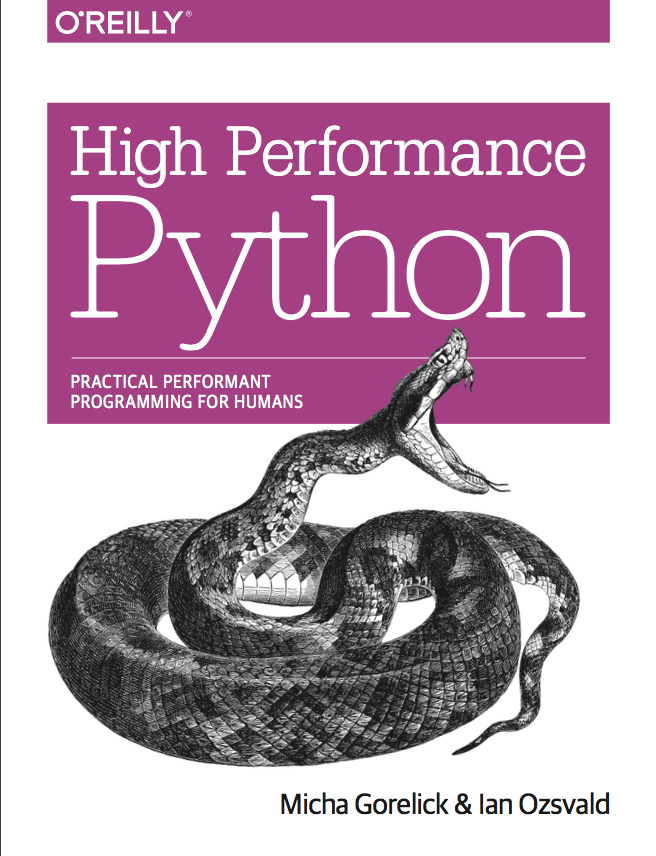 O'REILLY®
High Performance
Python
PRACTICAL PERFORMANT
PROGRAMMING FOR HUMANS
Micha Gorelick & Ian Ozsvald